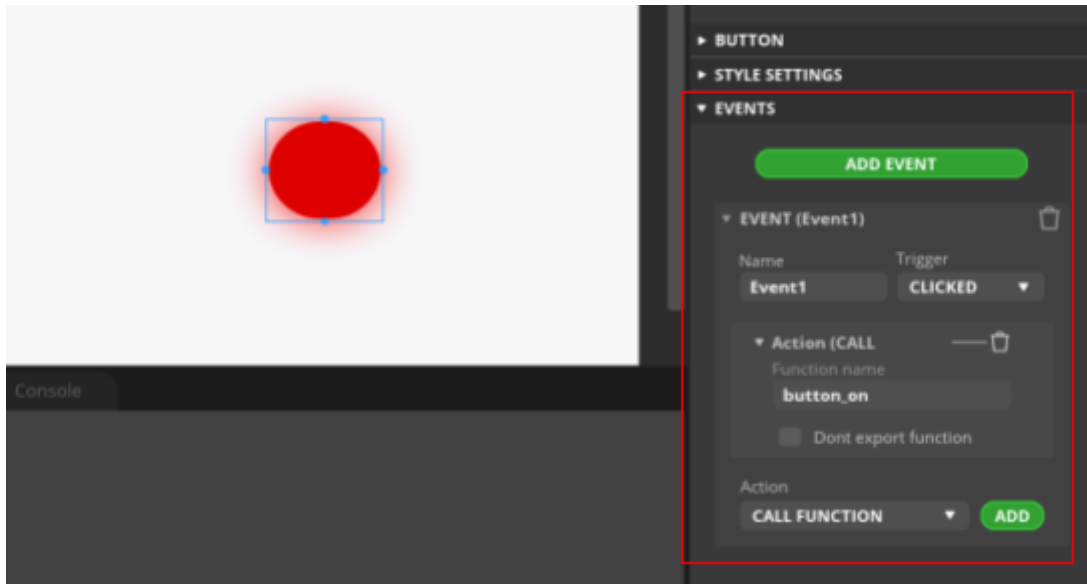 BUTTON
STYLE SETTINGS
EVENTS
ADD EVENT
EVENT (Event1)
Name Trigger
Event1 CLICKED
Action (CALL
Function name
button_on
Dont export function
Action
CALL FUNCTION ADD
Console